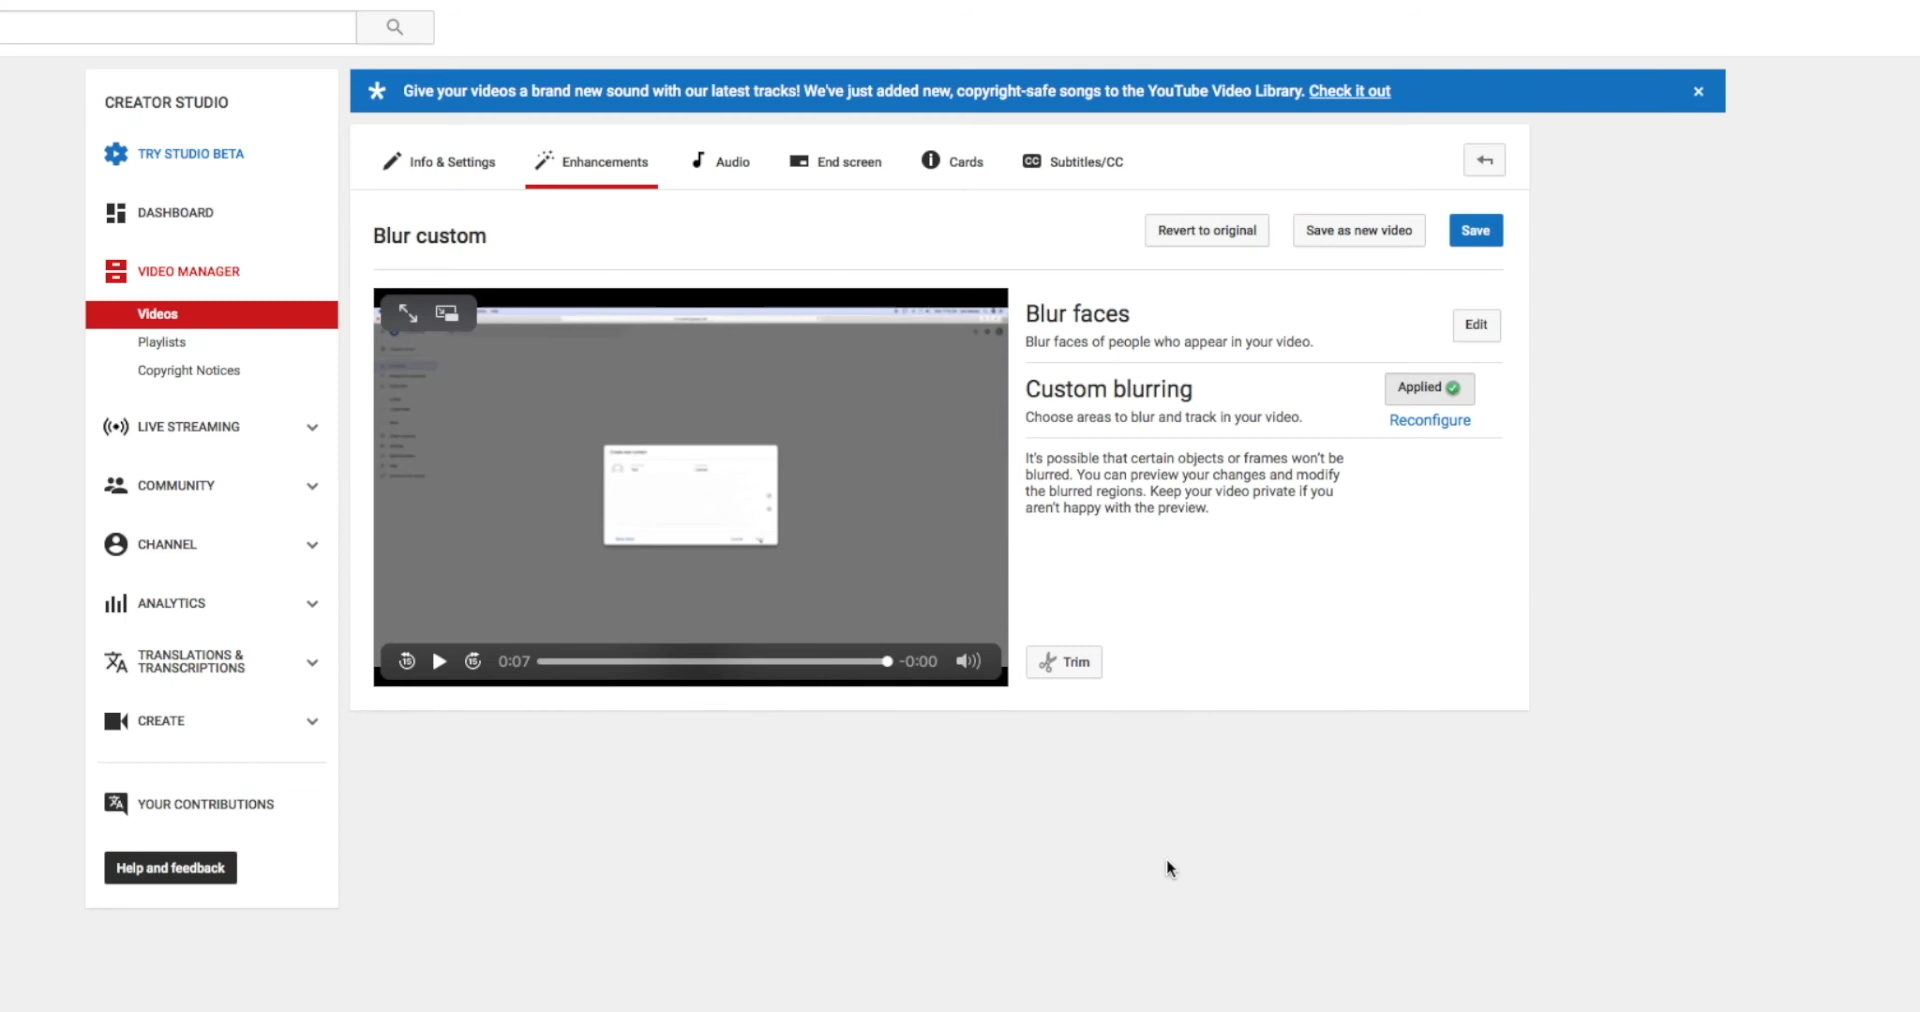 CREATOR STUDIO
TRY STUDIO BETA
DASHBOARD
VIDEO MANAGER
Videos
Playlists
Copyright Notices
LIVE STREAMING
COMMUNITY
CHANNEL
ANALYTICS
TRANSLATIONS &
TRANSCRIPTIONS
CREATE
YOUR CONTRIBUTIONS
Help and feedback
Give your videos a brand new sound with our latest tracks! We've just added new, copyright-safe songs to the YouTube Video Library. Check it out
Info & Settings
Enhancements
Audio
End screen
Cards
CC Subtitles/CC
Blur custom
Revert to original
Save as new video
Save
15
15
0:07
-0:00
Blur faces
Blur faces of people who appear in your video.
Edit
Custom blurring
Choose areas to blur and track in your video.
Applied
Reconfigure
It's possible that certain objects or frames won't be
blurred. You can preview your changes and modify
the blurred regions. Keep your video private if you
aren't happy with the preview.
Trim